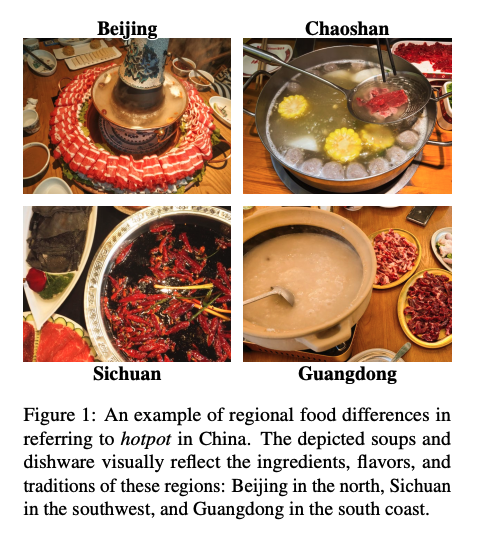 Beijing
Chaoshan
Sichuan
Guangdong
Figure 1: An example of regional food differences in
referring to hotpot in China. The depicted soups and
dishware visually reflect the ingredients, flavors, and
traditions of these regions: Beijing in the north, Sichuan
in the southwest, and Guangdong in the south coast.